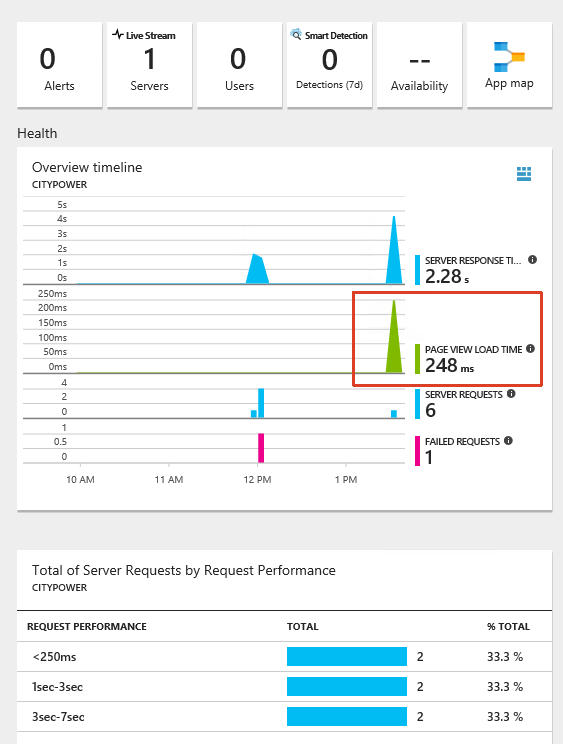 Live Stream
Smart Detection
0
1
0
0
--
Alerts
Servers
Users
Detections (7d)
Availability
App map
Health
Overview timeline
CITYPOWER
5s
4s
3s
2s
1s
0s
SERVER RESPONSE TI...
2.28 s
250ms
200ms
150ms
100ms
50ms
0ms
PAGE VIEW LOAD TIME
248 ms
4
2
0
SERVER REQUESTS
6
1
0.5
0
FAILED REQUESTS
1
10 AM 11 AM 12 PM 1 PM
Total of Server Requests by Request Performance
CITYPOWER
REQUEST PERFORMANCE TOTAL % TOTAL
<250ms 2 33.3 %
1sec-3sec 2 33.3 %
3sec-7sec 2 33.3 %